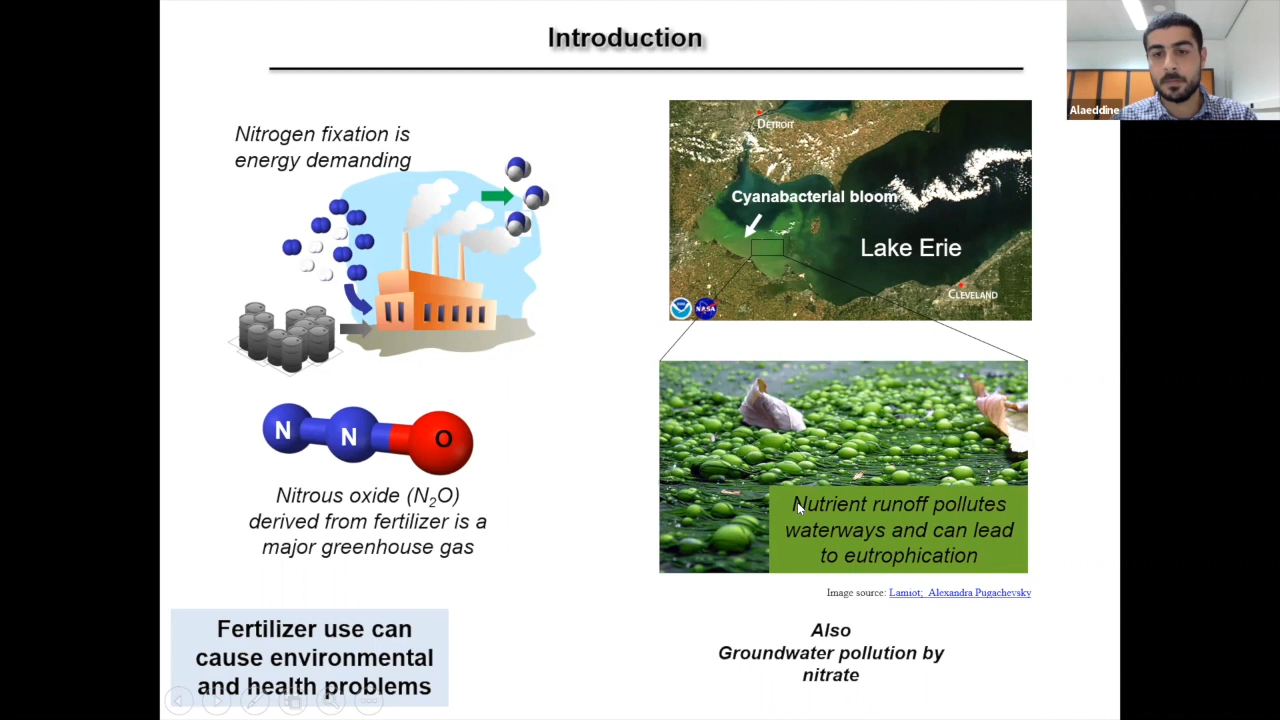 Introduction
Nitrogen fixation is
energy demanding
N N O
Nitrous oxide (N₂O)
derived from fertilizer is a
major greenhouse gas
Fertilizer use can
cause environmental
and health problems
DETROIT
Cyanabacterial bloom
Lake Erie
CLEVELAND
NASA
Nutrient runoff pollutes
waterways and can lead
to eutrophication
Image source: Lamiot; Alexandra Pugachevsky
Also
Groundwater pollution by
nitrate
Alaeddine